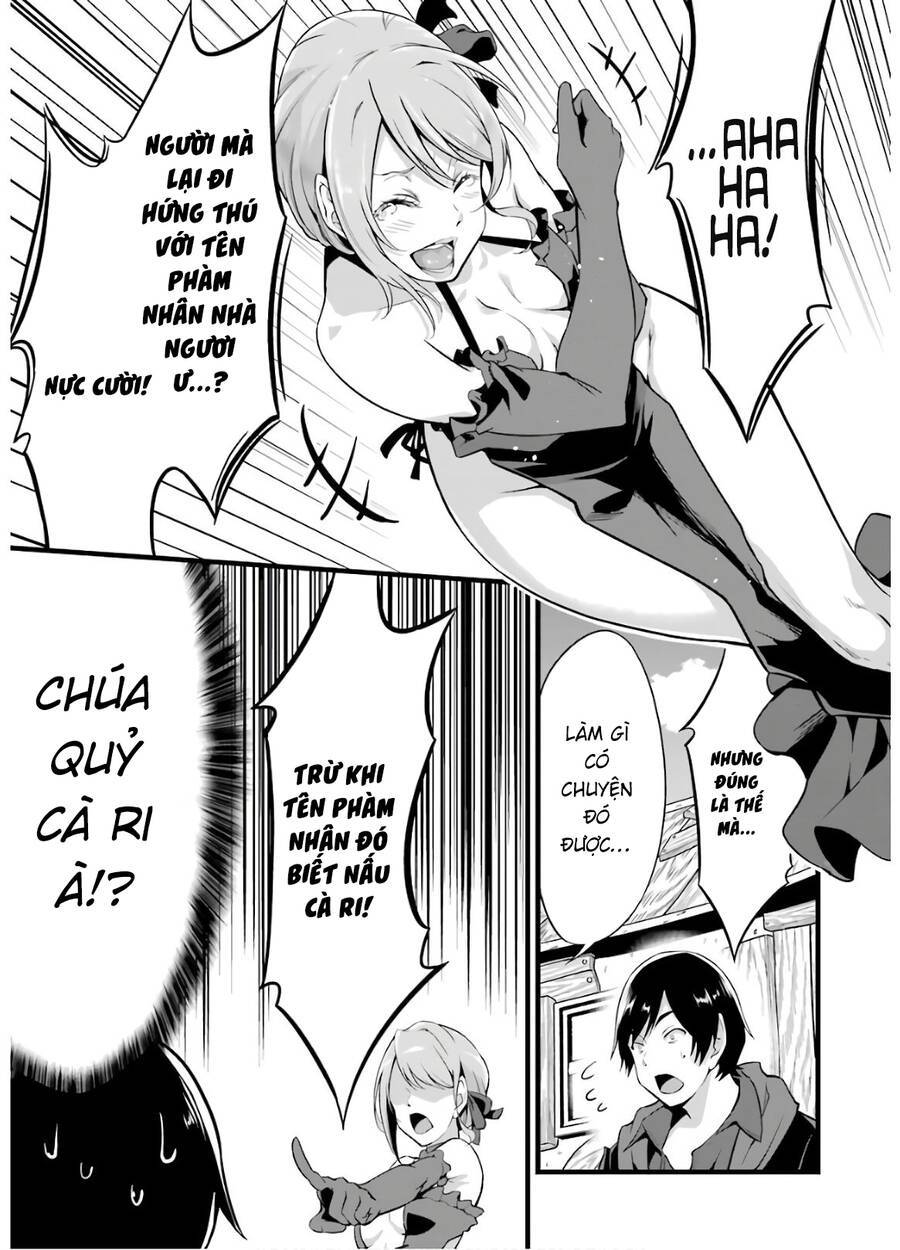 ...AHA
HA
HA!
NGƯỜI MÀ
LẠI ĐI
HỨNG THÚ
VỚI TÊN
PHÀM
NHÂN NHÀ
NGƯƠI
Ư...?
NỰC CƯỜI!
NHƯNG
ĐÚNG
LÀ THẾ
MÀ...
LÀM GÌ
CÓ
CHUYỆN
ĐÓ
ĐƯỢC...
TRỪ KHI
TÊN PHÀM
NHÂN ĐÓ
BIẾT NẤU
CÀ RI!
CHÚA
QUỶ
CÀ RI
À!?